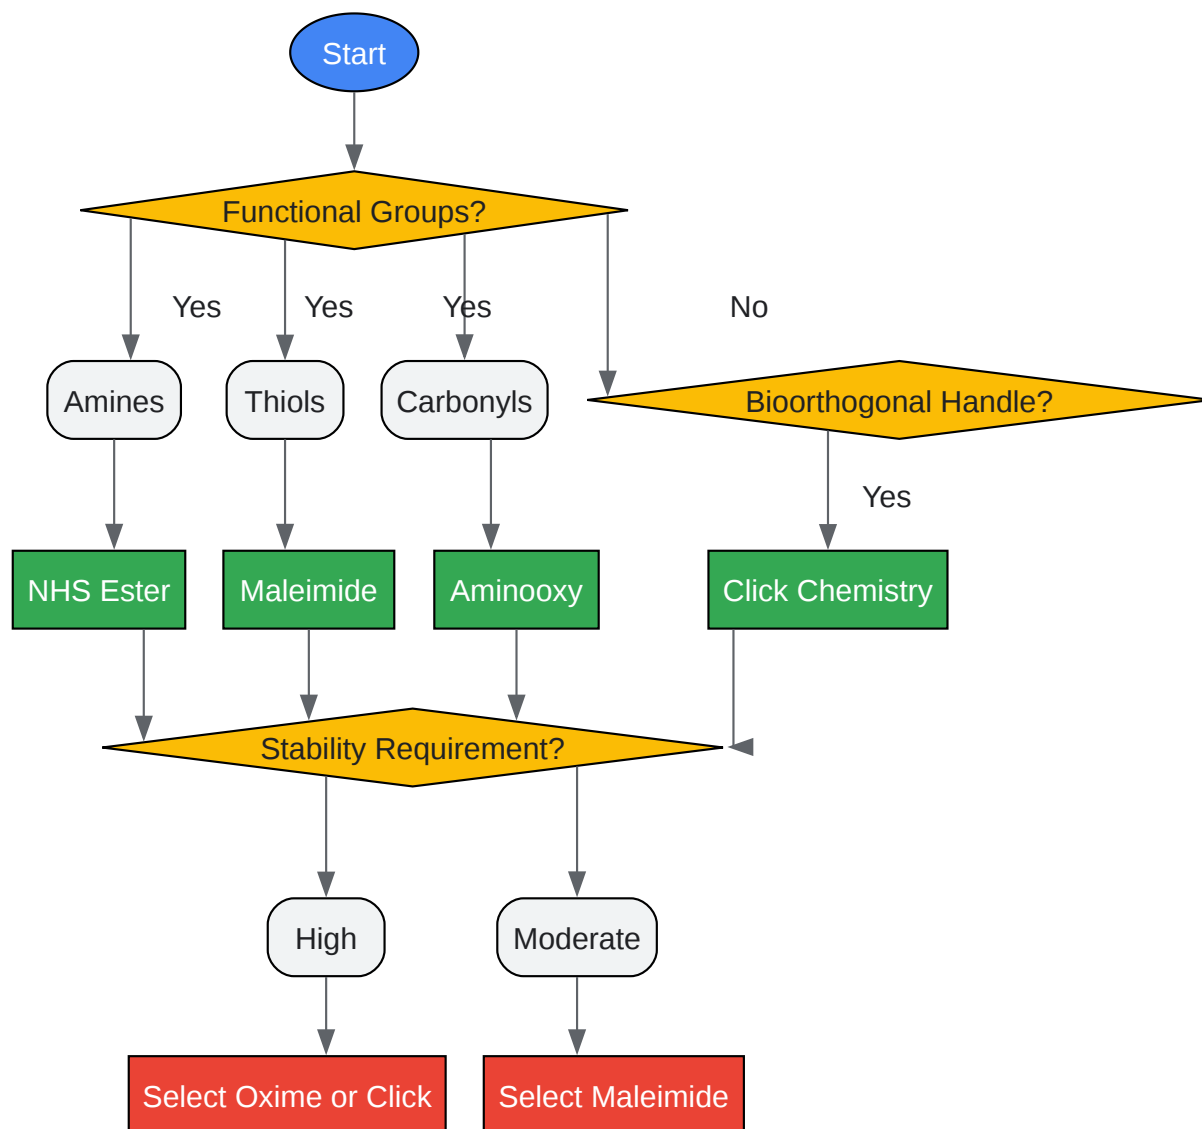 Start
Functional Groups?
Yes
Yes
Yes
No
Amines
Thiols
Carbonyls
Bioorthogonal Handle?
Yes
NHS Ester
Maleimide
Aminooxy
Click Chemistry
Stability Requirement?
High
Moderate
Select Oxime or Click
Select Maleimide